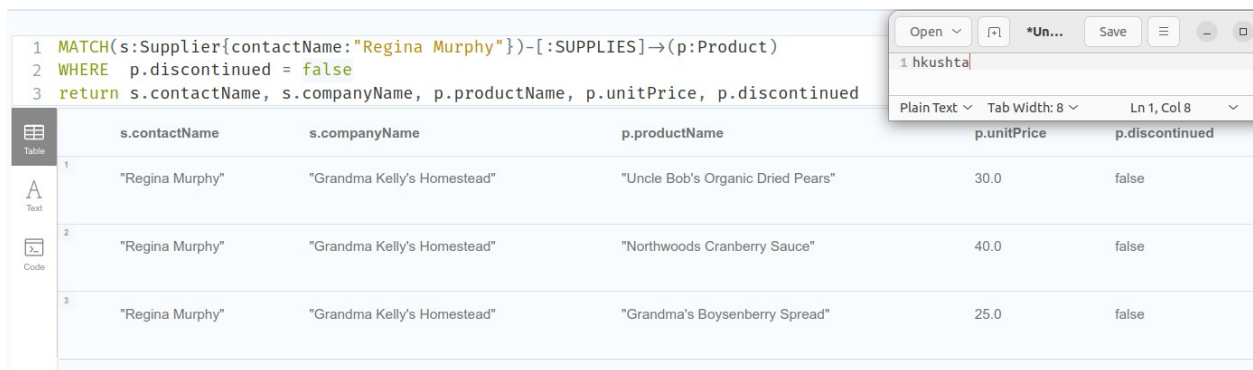 1 MATCH(s:Supplier{contactName:"Regina Murphy"})-[:SUPPLIES]→(p:Product)
2 WHERE  p.discontinued = false
3 return s.contactName, s.companyName, p.productName, p.unitPrice, p.discontinued
Open *Un... Save
1 hkushta
Plain Text Tab Width: 8 Ln 1, Col 8
Table
Text
Code
s.contactName s.companyName p.productName p.unitPrice p.discontinued
1 "Regina Murphy" "Grandma Kelly's Homestead" "Uncle Bob's Organic Dried Pears" 30.0 false
2 "Regina Murphy" "Grandma Kelly's Homestead" "Northwoods Cranberry Sauce" 40.0 false
3 "Regina Murphy" "Grandma Kelly's Homestead" "Grandma's Boysenberry Spread" 25.0 false